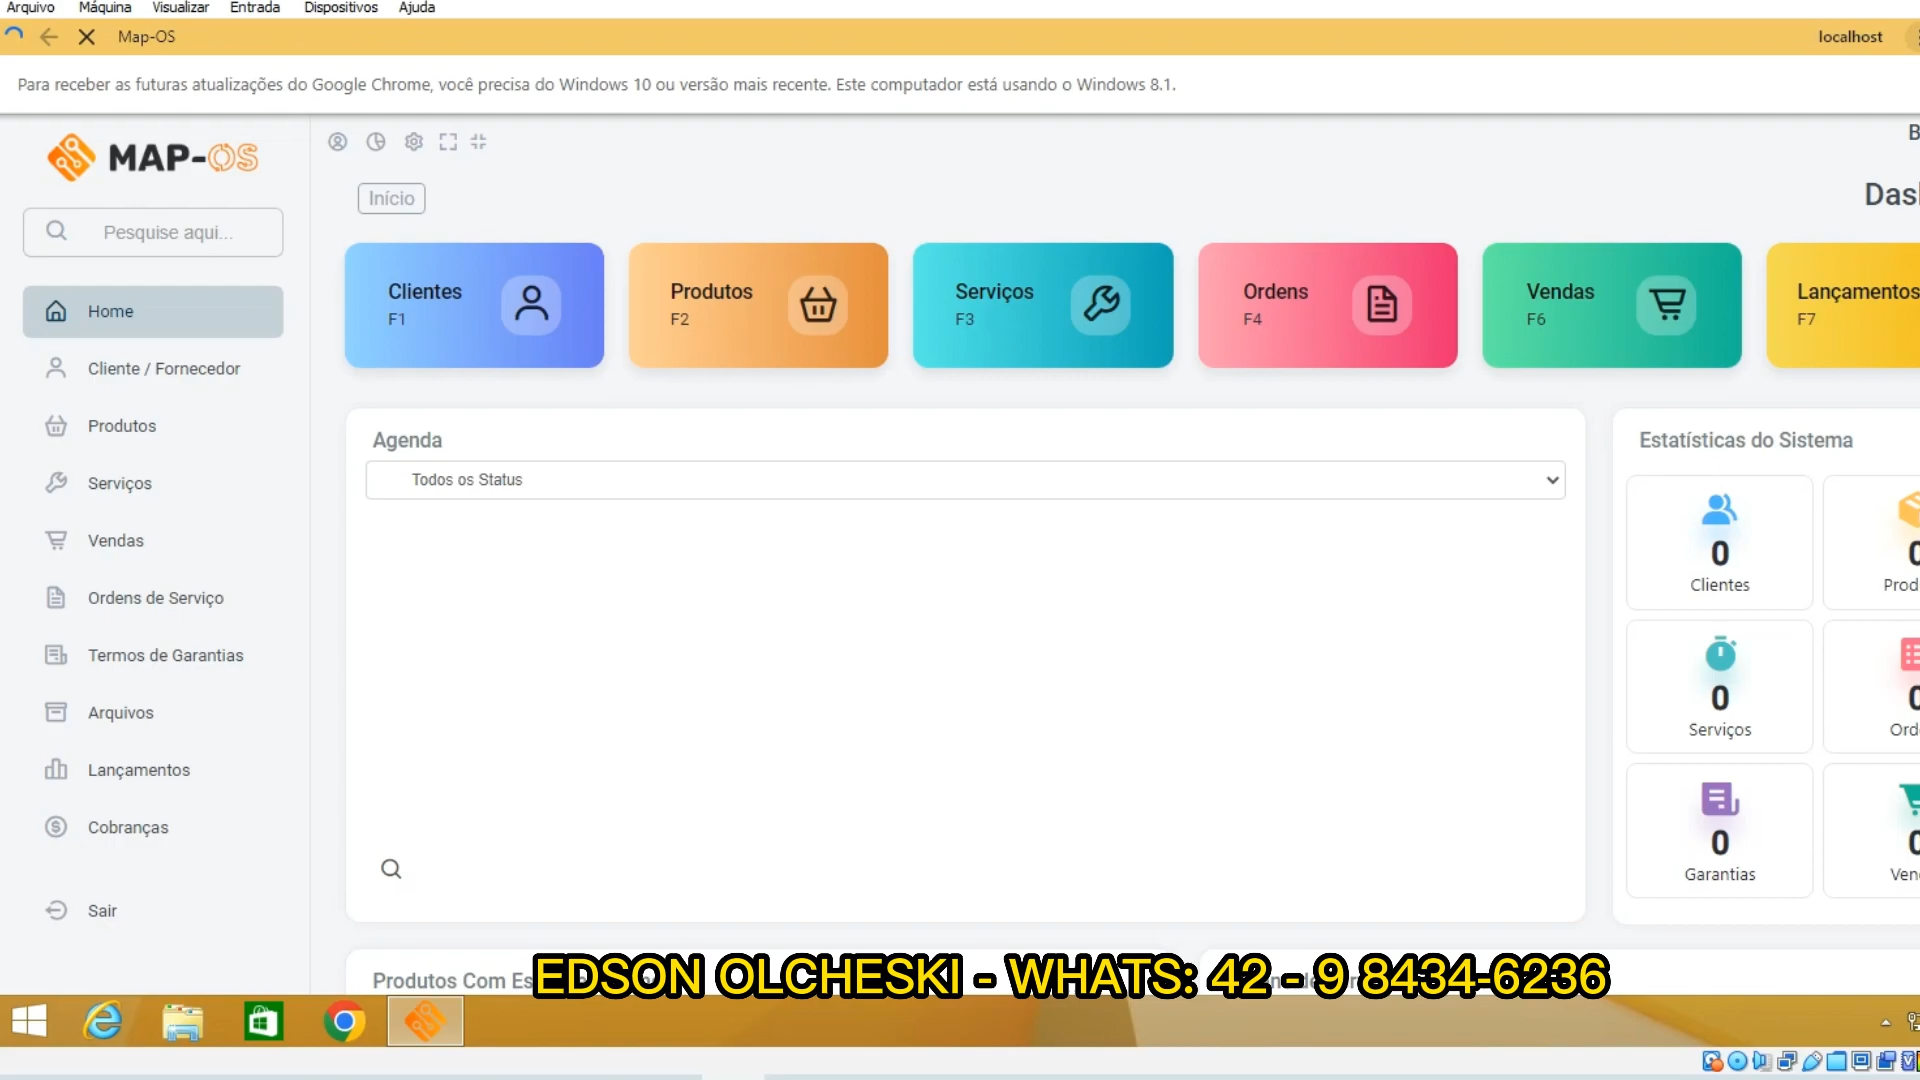 Arquivo Máquina Visualizar Entrada Dispositivos Ajuda
Map-OS localhost
Para receber as futuras atualizações do Google Chrome, você precisa do Windows 10 ou versão mais recente. Este computador está usando o Windows 8.1.
MAP-OS
Pesquise aqui...
Home
Cliente / Fornecedor
Produtos
Serviços
Vendas
Ordens de Serviço
Termos de Garantias
Arquivos
Lançamentos
Cobranças
Sair
Início
Clientes
F1
Produtos
F2
Serviços
F3
Ordens
F4
Vendas
F6
Lançamentos
F7
Agenda
Todos os Status
Estatísticas do Sistema
0
Clientes
0
Serviços
0
Garantias
Produtos Com Es
EDSON OLCHESKI - WHATS: 42 - 9 8434-6236